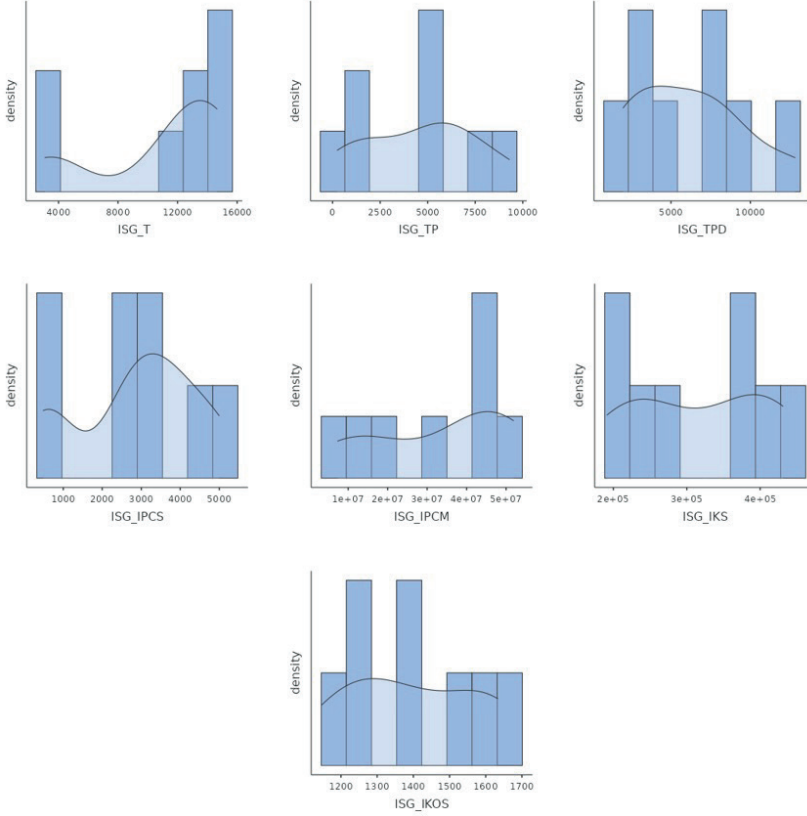 density
4000 8000 12000 16000
ISG_T
density
0 2500 5000 7500 10000
ISG_TP
density
5000 10000
ISG_TPD
density
1000 2000 3000 4000 5000
ISG_IPCS
density
1e+07 2e+07 3e+07 4e+07 5e+07
ISG_IPCM
density
2e+05 3e+05 4e+05
ISG_IKS
density
1200 1300 1400 1500 1600 1700
ISG_IKOS